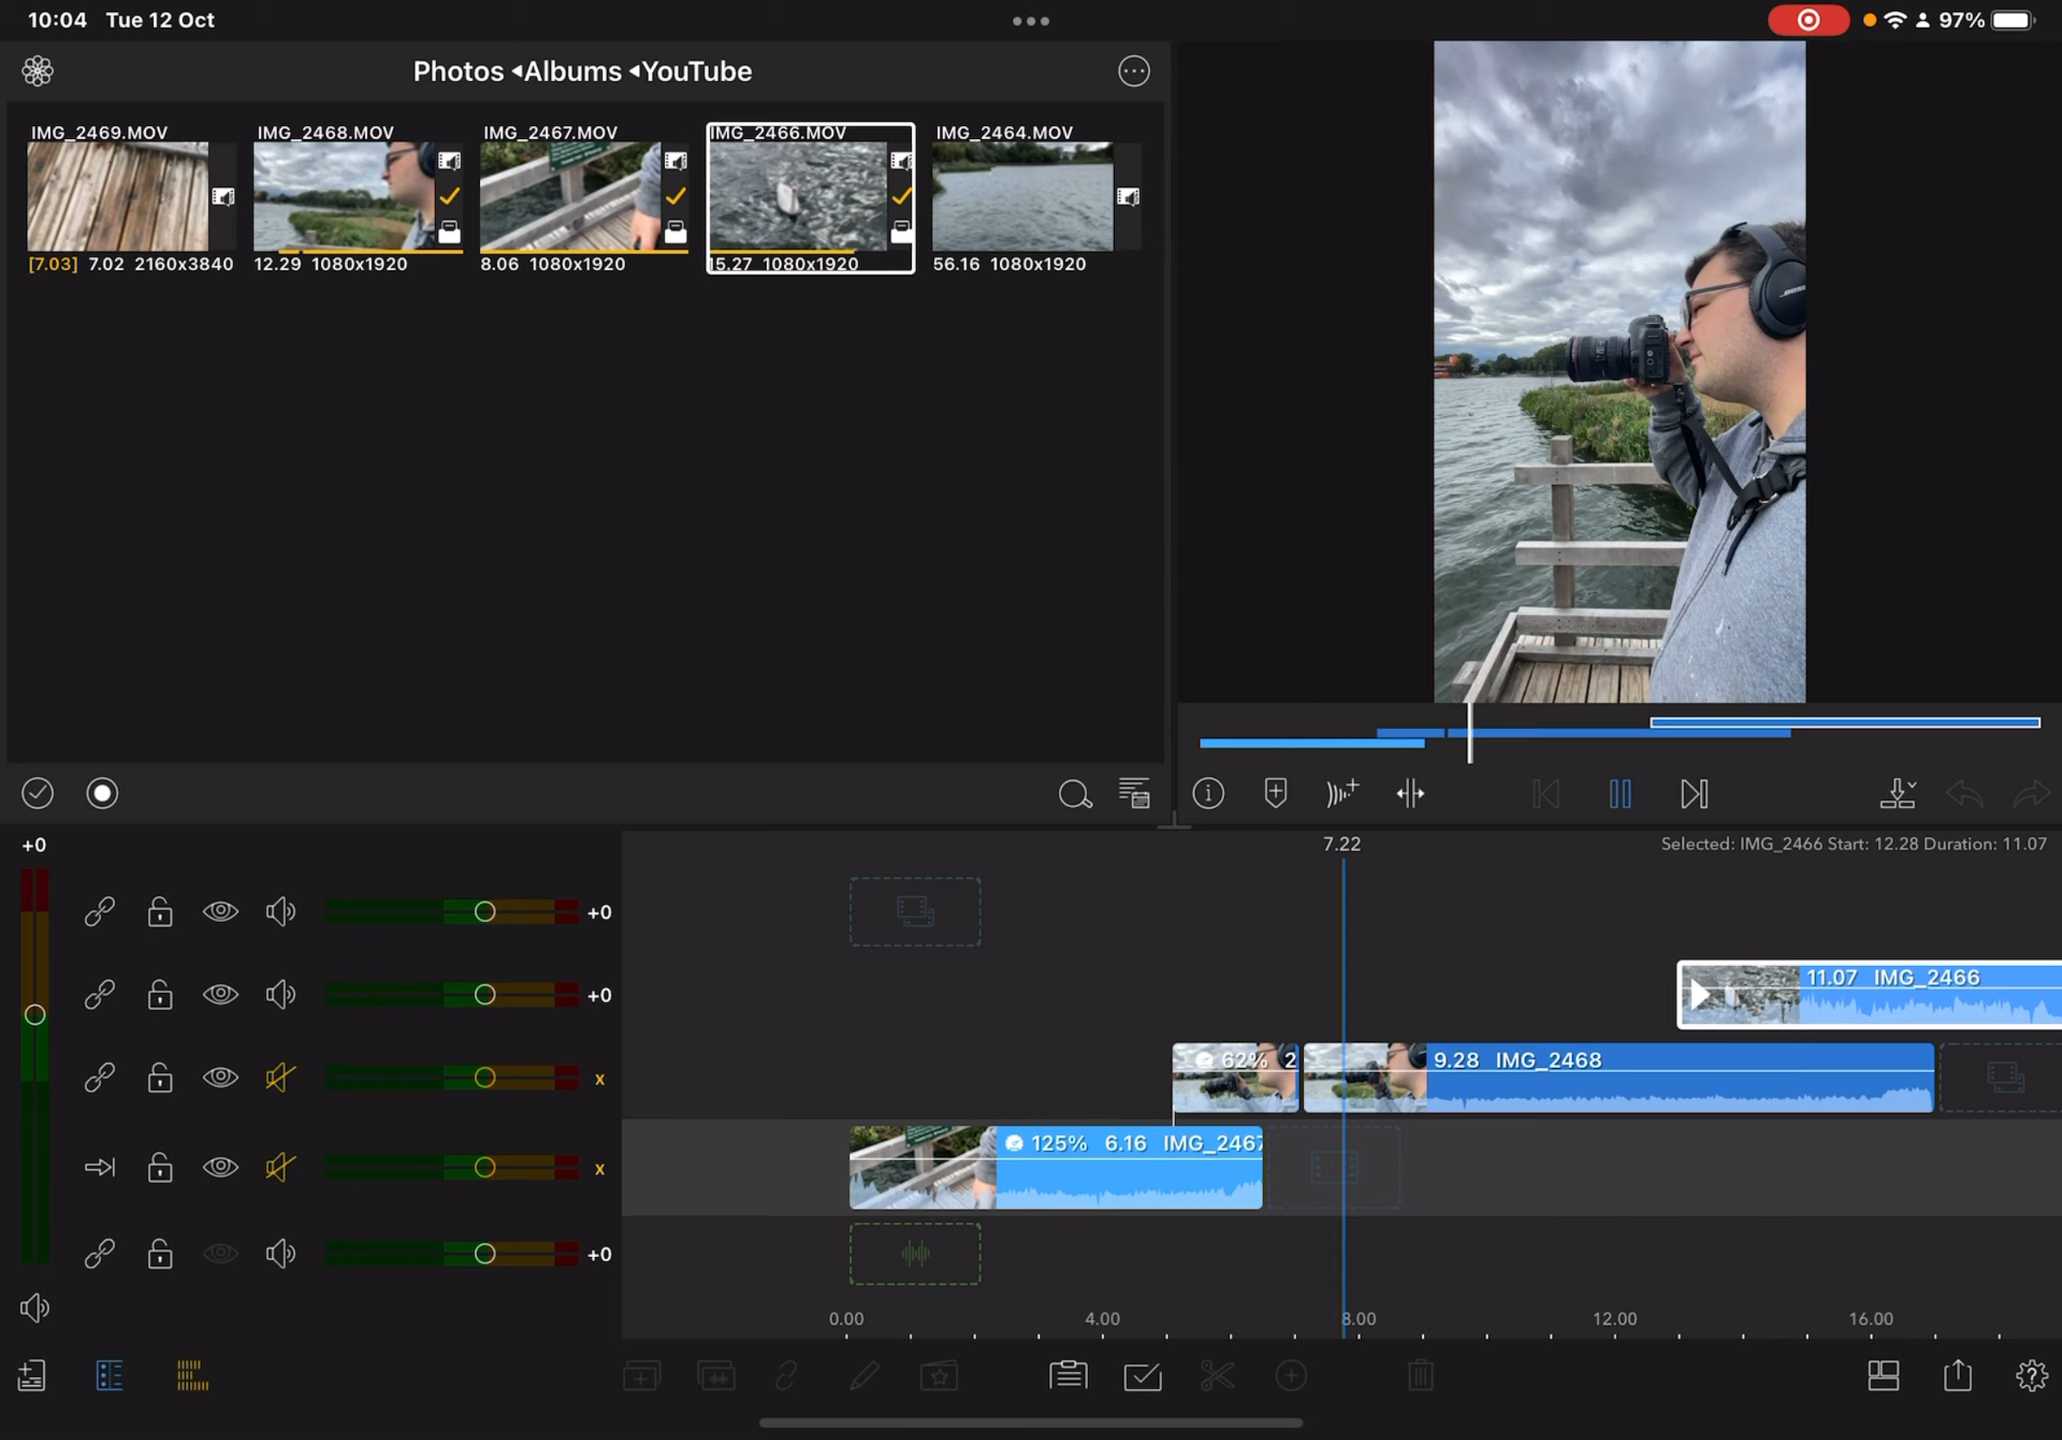 10:04 Tue 12 Oct
97%
Photos ◂Albums ◂YouTube
IMG_2469.MOV
IMG_2468.MOV
IMG_2467.MOV
IMG_2466.MOV
IMG_2464.MOV
[7.03] 7.02 2160x3840
12.29 1080x1920
8.06 1080x1920
15.27 1080x1920
56.16 1080x1920
BOSE
+0
7.22
Selected: IMG_2466 Start: 12.28 Duration: 11.07
+0
+0
11.07 IMG_2466
x
62% 2
9.28 IMG_2468
x
125% 6.16 IMG_2467
+0
0.00 4.00 8.00 12.00 16.00